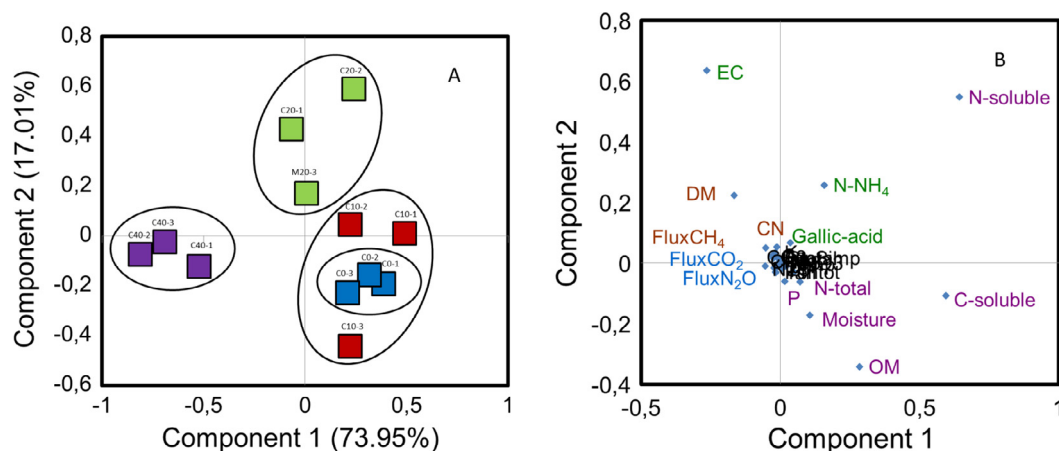 0,8
0,6
0,4
0,2
0
-0,2
-0,4
-0,6
-1
-0,5
0
0,5
1
Component 2 (17.01%)
Component 1 (73.95%)
A
C20-2
C20-1
M20-3
C10-2
C10-1
C40-3
C40-2
C40-1
C0-2
C0-3
C0-1
C10-3
0,8
0,6
0,4
0,2
0
-0,2
-0,4
-0,5
0
0,5
1
Component 2
Component 1
B
EC
N-soluble
N-NH₄
DM
CN
Gallic-acid
FluxCH₄
FluxCO₂
FluxN₂O
N-total
P
C-soluble
Moisture
OM